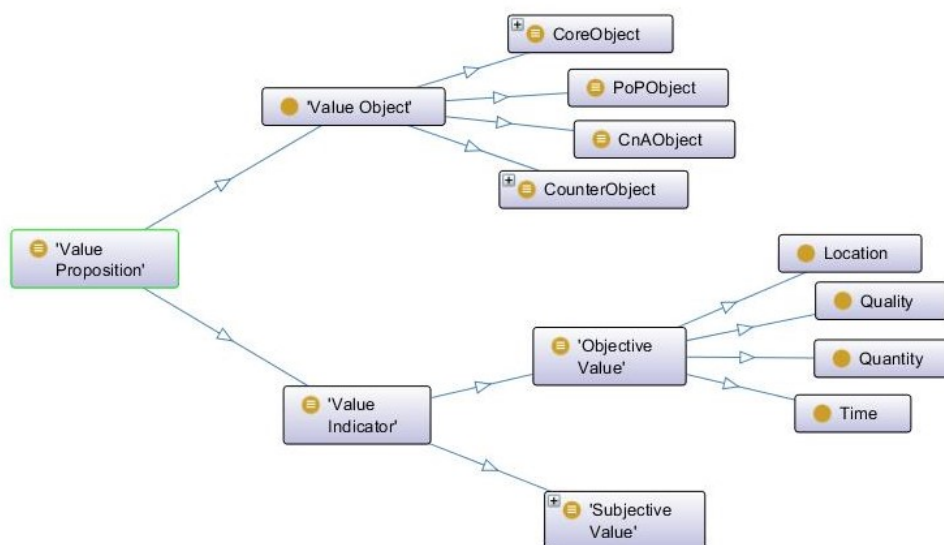 CoreObject
'Value Object'
PoPObject
CnAObject
CounterObject
'Value
Proposition'
Location
Quality
'Objective
Value'
Quantity
Time
'Value
Indicator'
'Subjective
Value'